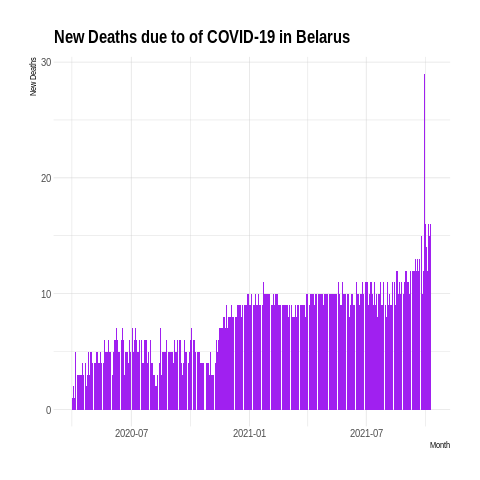 New Deaths due to of COVID-19 in Belarus
New Deaths
30
20
10
0
2020-07
2021-01
2021-07
Month